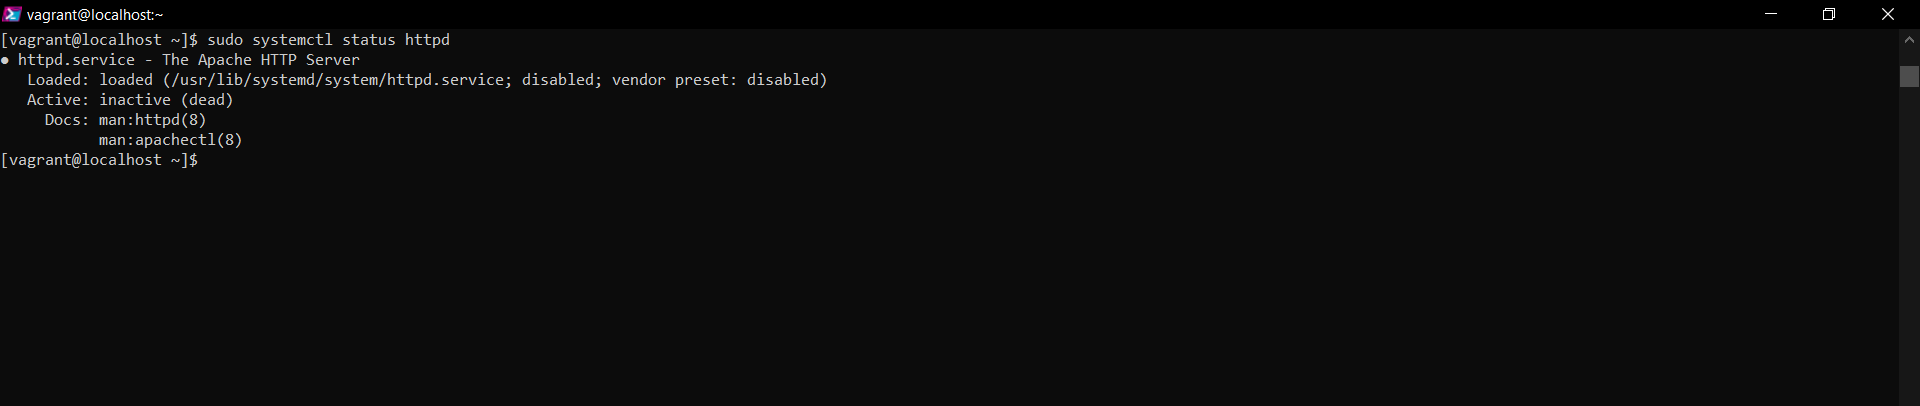 vagrant@localhost:~
[vagrant@localhost ~]$ sudo systemctl status httpd
● httpd.service - The Apache HTTP Server
   Loaded: loaded (/usr/lib/systemd/system/httpd.service; disabled; vendor preset: disabled)
   Active: inactive (dead)
     Docs: man:httpd(8)
           man:apachectl(8)
[vagrant@localhost ~]$